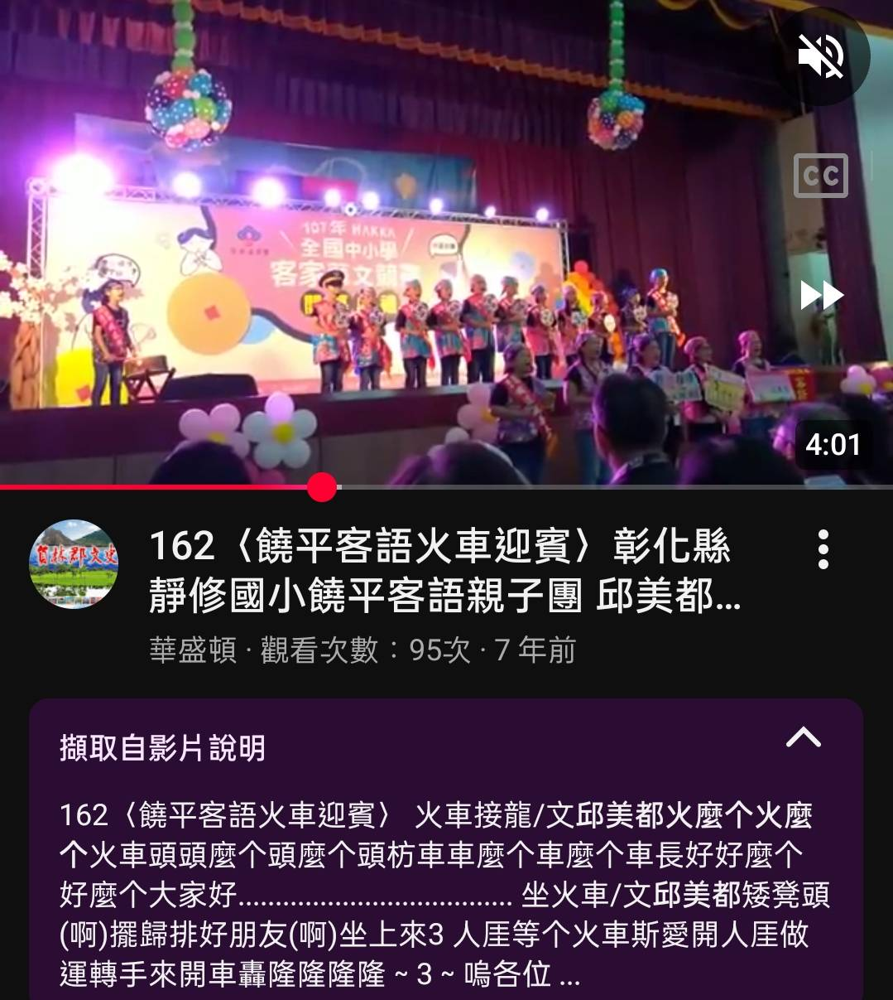 107年 HAKKA
全國中小學
客家語文競賽
CC
4:01
員林郡文史
162〈饒平客語火車迎賓〉彰化縣
靜修國小饒平客語親子團 邱美都...
華盛頓 · 觀看次數：95次 · 7 年前
擷取自影片說明
162〈饒平客語火車迎賓〉 火車接龍/文邱美都火麼个火麼
个火車頭頭麼个頭麼个頭枋車車麼个車麼个車長好好麼个
好麼个大家好..................................... 坐火車/文邱美都矮凳頭
(啊)擺歸排好朋友(啊)坐上來3 人厓等个火車斯愛開人厓做
運轉手來開車轟隆隆隆隆 ~ 3 ~ 嗚各位 ...